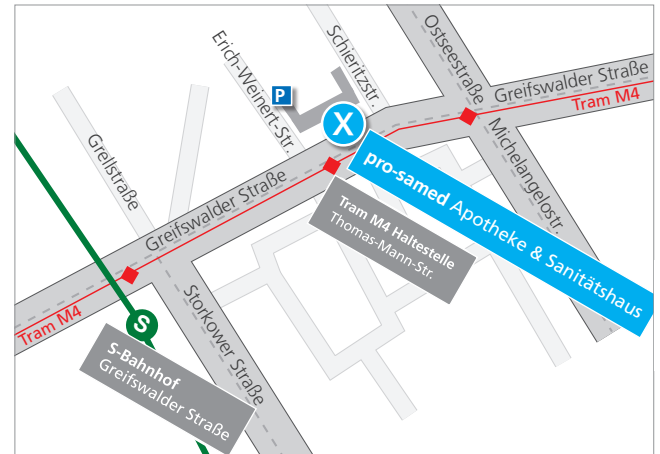 Ostseestraße
Schieritzstr.
Erich-Weinert-Str.
P
Greifswalder Straße
Tram M4
X
Michelangelostr.
pro-samed Apotheke & Sanitätshaus
Grellstraße
Greifswalder Straße
Tram M4 Haltestelle
Thomas-Mann-Str.
Tram M4
S
Storkower Straße
S-Bahnhof
Greifswalder Straße